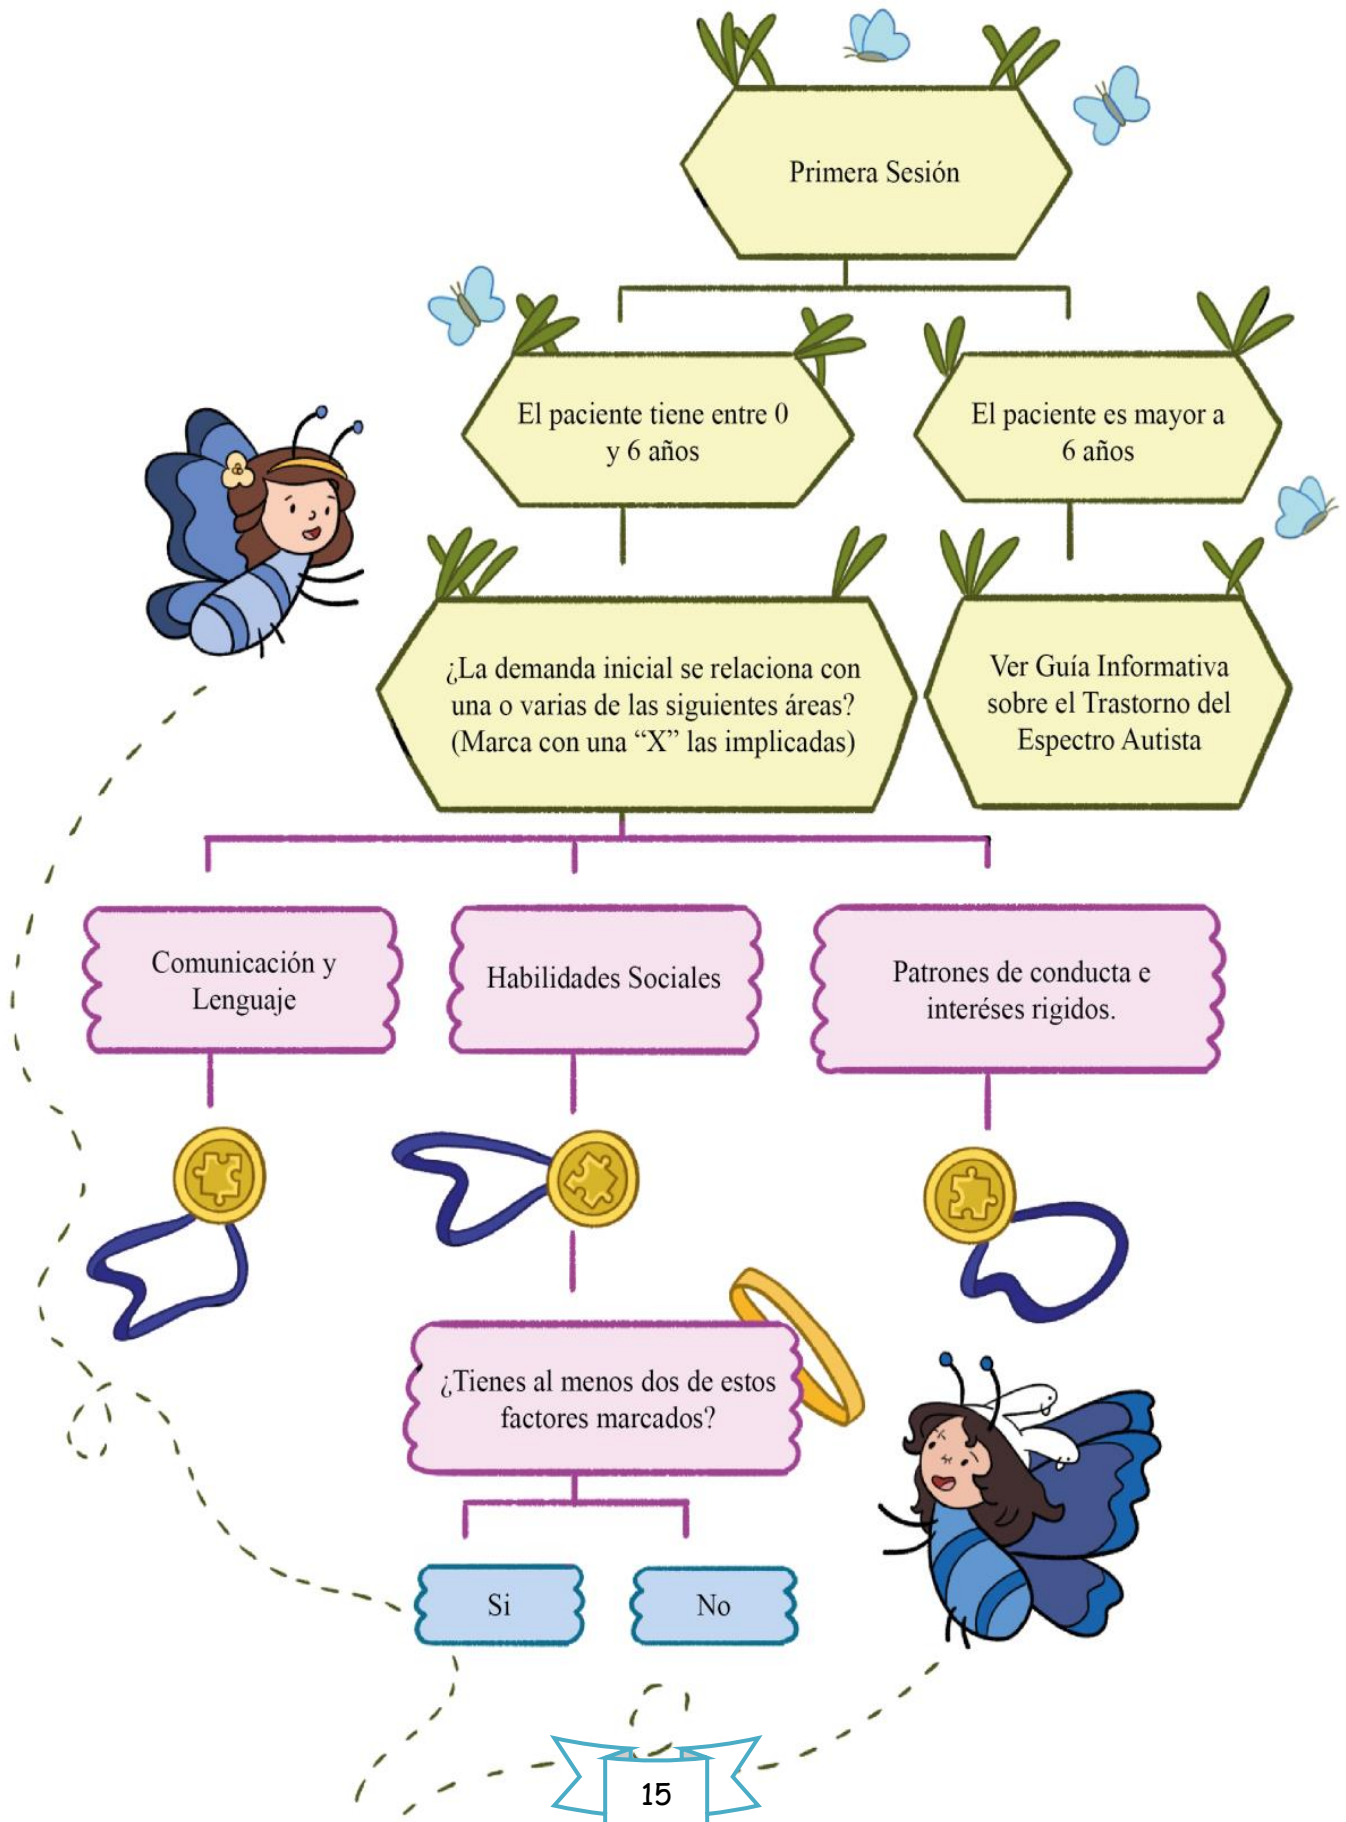 Primera Sesión
El paciente tiene entre 0
y 6 años
El paciente es mayor a
6 años
¿La demanda inicial se relaciona con
una o varias de las siguientes áreas?
(Marca con una “X” las implicadas)
Ver Guía Informativa
sobre el Trastorno del
Espectro Autista
Comunicación y
Lenguaje
Habilidades Sociales
Patrones de conducta e
interéses rigidos.
¿Tienes al menos dos de estos
factores marcados?
Si
No
15